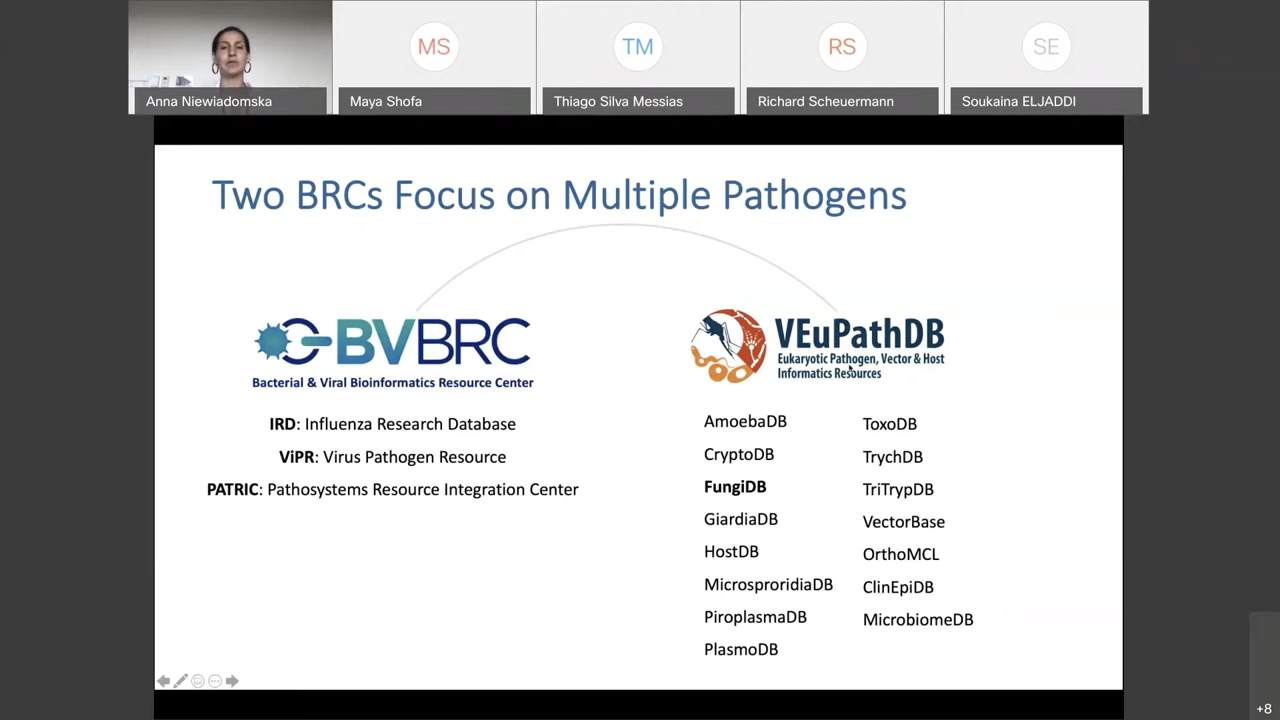 MS
TM
RS
SE
Anna Niewiadomska
Maya Shofa
Thiago Silva Messias
Richard Scheuermann
Soukaina ELJADDI
Two BRCs Focus on Multiple Pathogens
BVBRC
Bacterial & Viral Bioinformatics Resource Center
IRD: Influenza Research Database
ViPR: Virus Pathogen Resource
PATRIC: Pathosystems Resource Integration Center
VEuPathDB
Eukaryotic Pathogen, Vector & Host
Informatics Resources
AmoebaDB
CryptoDB
FungiDB
GiardiaDB
HostDB
MicrosproridiaDB
PiroplasmaDB
PlasmoDB
ToxoDB
TrychDB
TriTrypDB
VectorBase
OrthoMCL
ClinEpiDB
MicrobiomeDB
+8